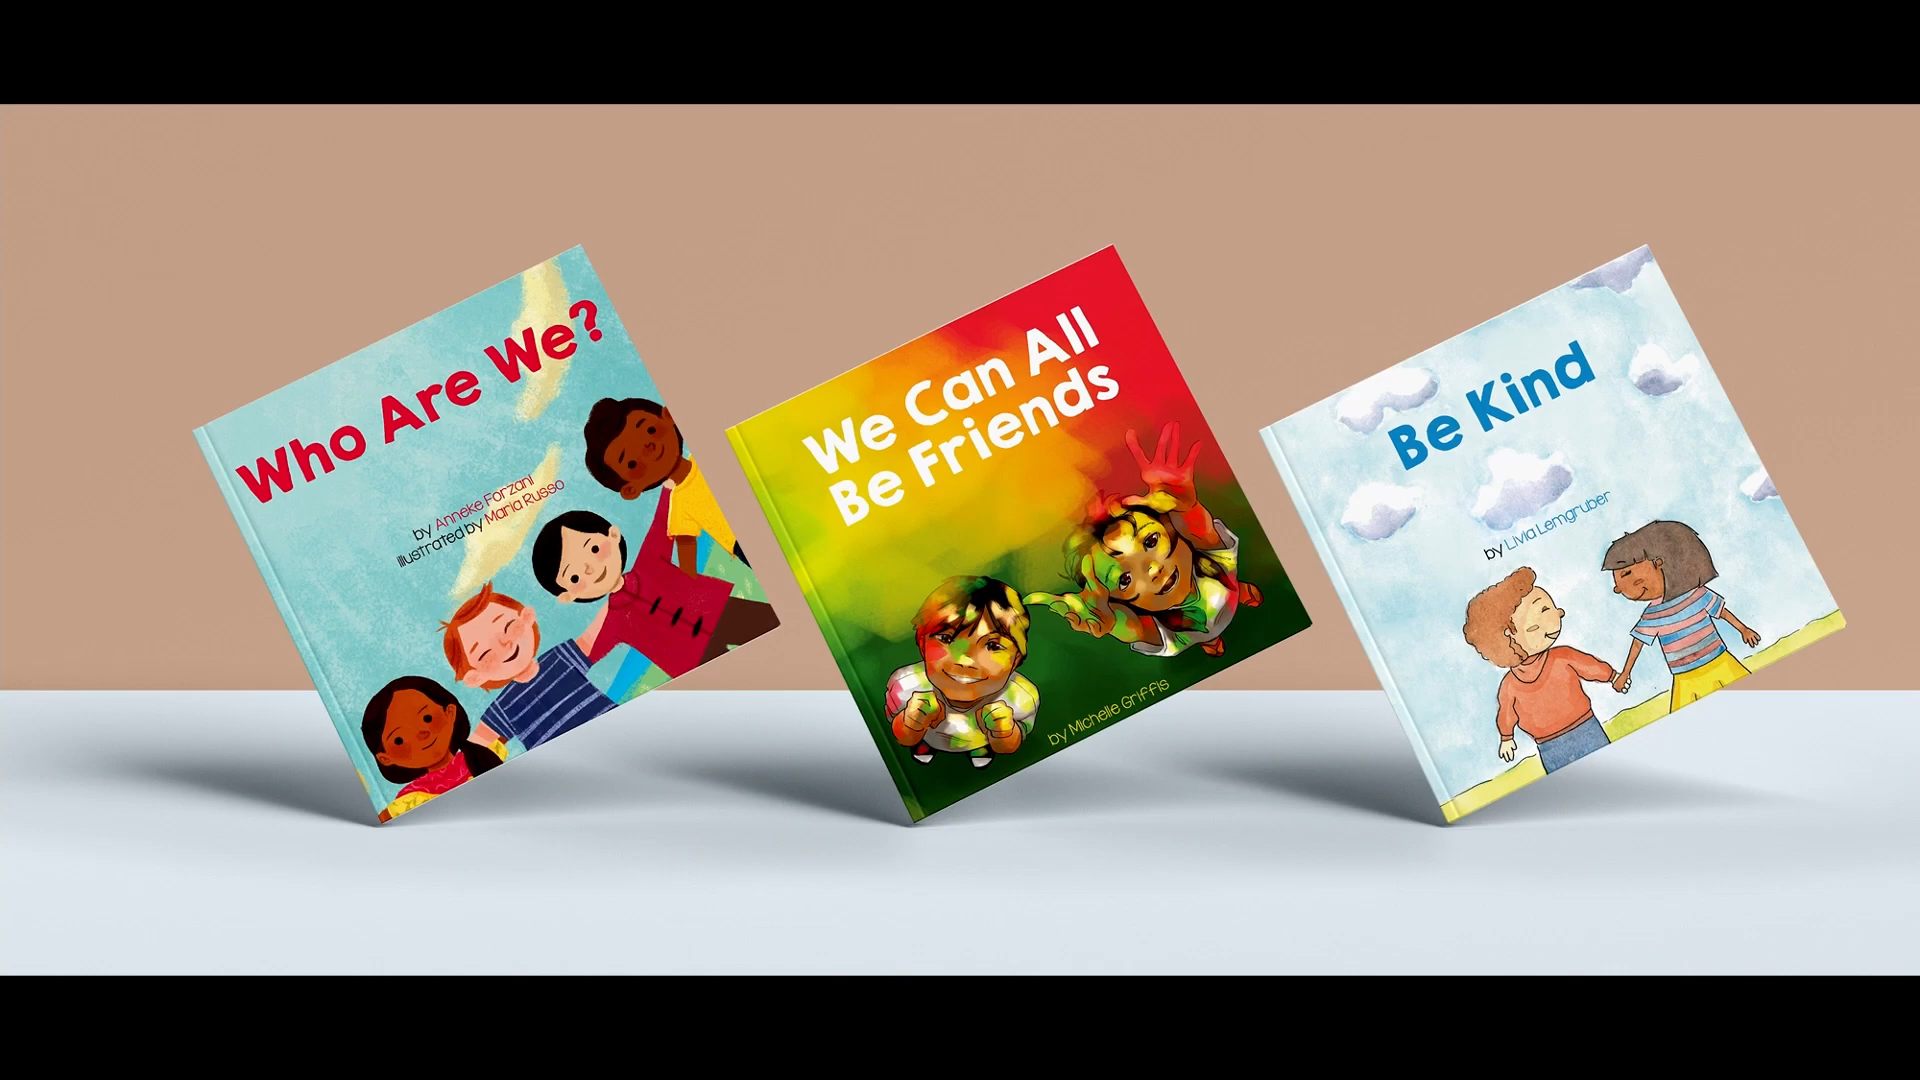 Who Are We?
by Anneke Forzani
illustrated by Maria Russo
We Can All
Be Friends
by Michelle Griffis
Be Kind
by Livia Lemgruber